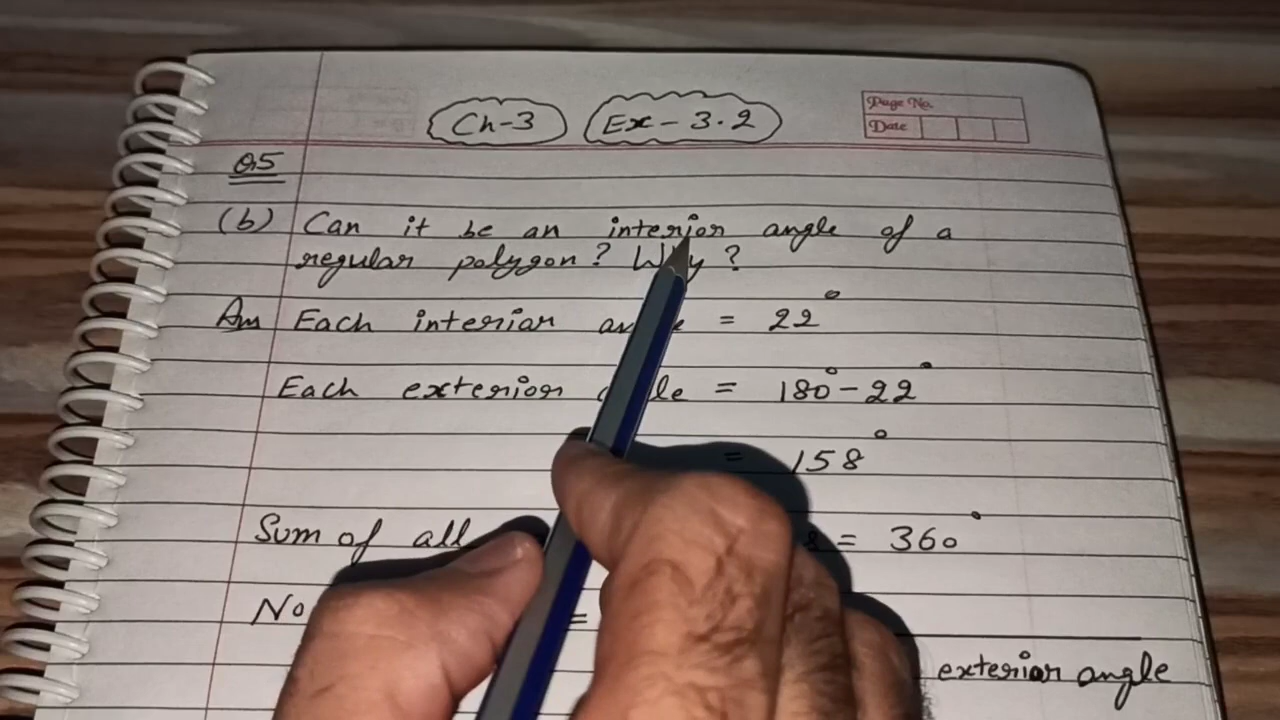 Ch-3 Ex-3.2
Page No.
Date
Q5
(b) Can it be an interior angle of a
regular polygon? Why?
Ans Each interior = 22°
Each exterior = 180°-22°
= 158°
Sum of all = 360°
No =
exterior angle